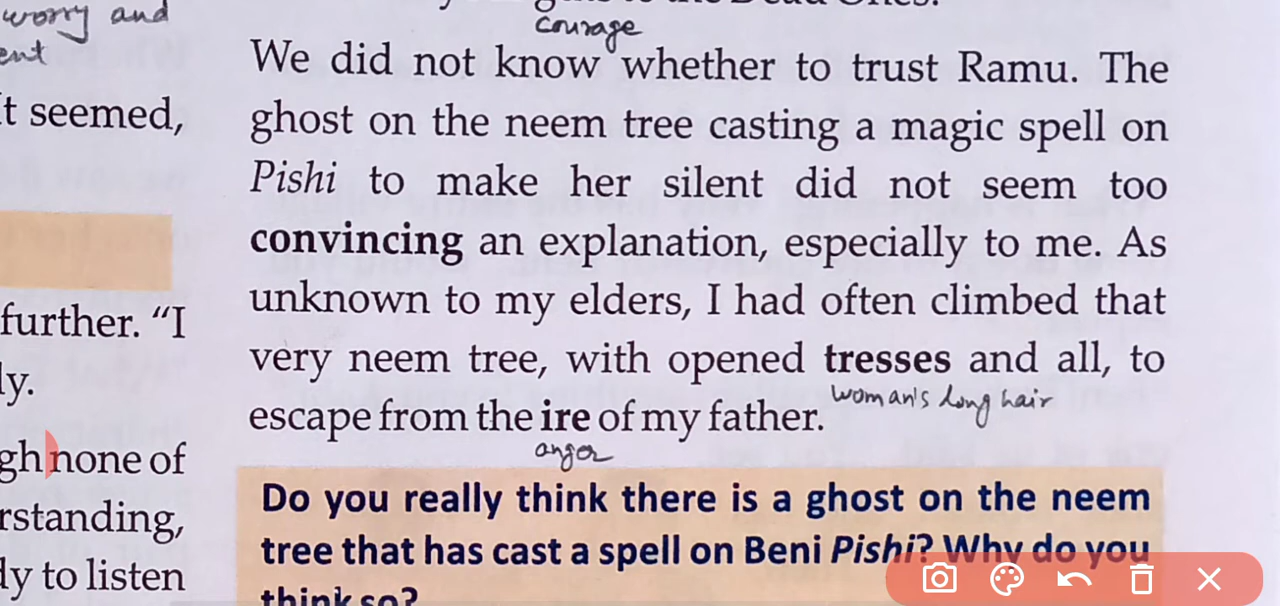 worry and
ent
t seemed,
further. "I
ly.
gh none of
rstanding,
ly to listen
courage
We did not know whether to trust Ramu. The
ghost on the neem tree casting a magic spell on
Pishi to make her silent did not seem too
convincing an explanation, especially to me. As
unknown to my elders, I had often climbed that
very neem tree, with opened tresses and all, to
woman's long hair
escape from the ire of my father.
anger
Do you really think there is a ghost on the neem
tree that has cast a spell on Beni Pishi? Why do you
think so?